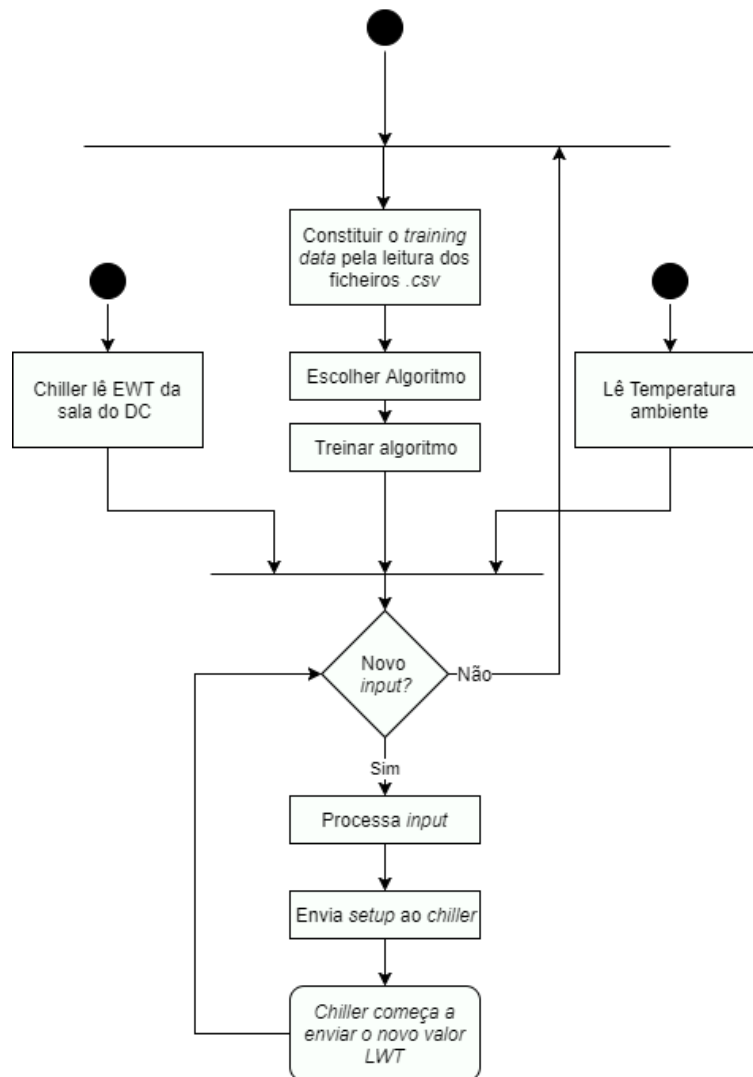 Constituir o training
data pela leitura dos
ficheiros .csv
Chiller lê EWT da
sala do DC
Escolher Algoritmo
Lê Temperatura
ambiente
Treinar algoritmo
Novo
input?
Não
Sim
Processa input
Envia setup ao chiller
Chiller começa a
enviar o novo valor
LWT